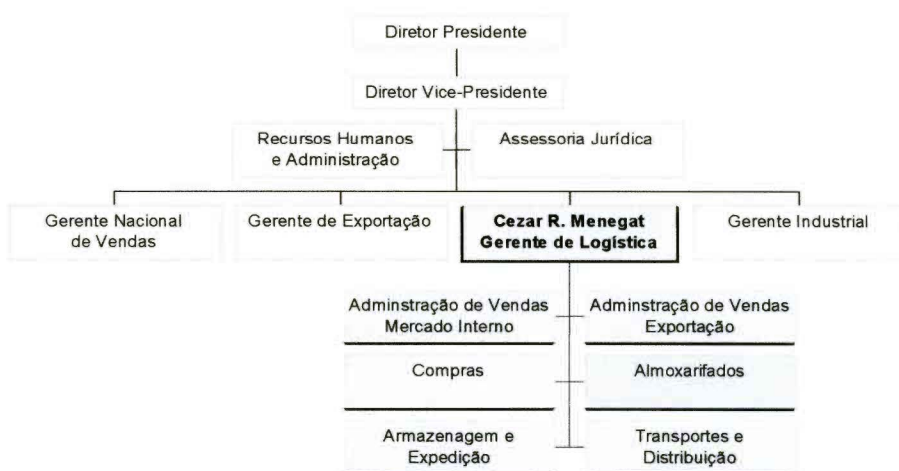 Diretor Presidente
Diretor Vice-Presidente
Recursos Humanos
e Administração
Assessoria Jurídica
Gerente Nacional
de Vendas
Gerente de Exportação
Cezar R. Menegat
Gerente de Logística
Gerente Industrial
Adminstração de Vendas
Mercado Interno
Adminstração de Vendas
Exportação
Compras
Almoxarifados
Armazenagem e
Expedição
Transportes e
Distribuição